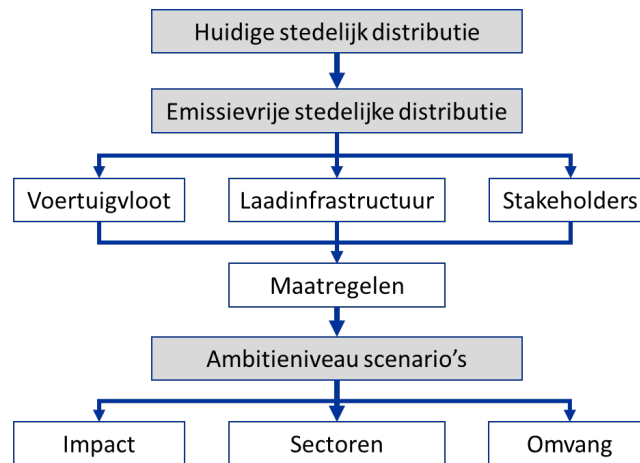 Huidige stedelijk distributie
Emissievrije stedelijke distributie
Voertuigvloot
Laadinfrastructuur
Stakeholders
Maatregelen
Ambitieniveau scenario’s
Impact
Sectoren
Omvang